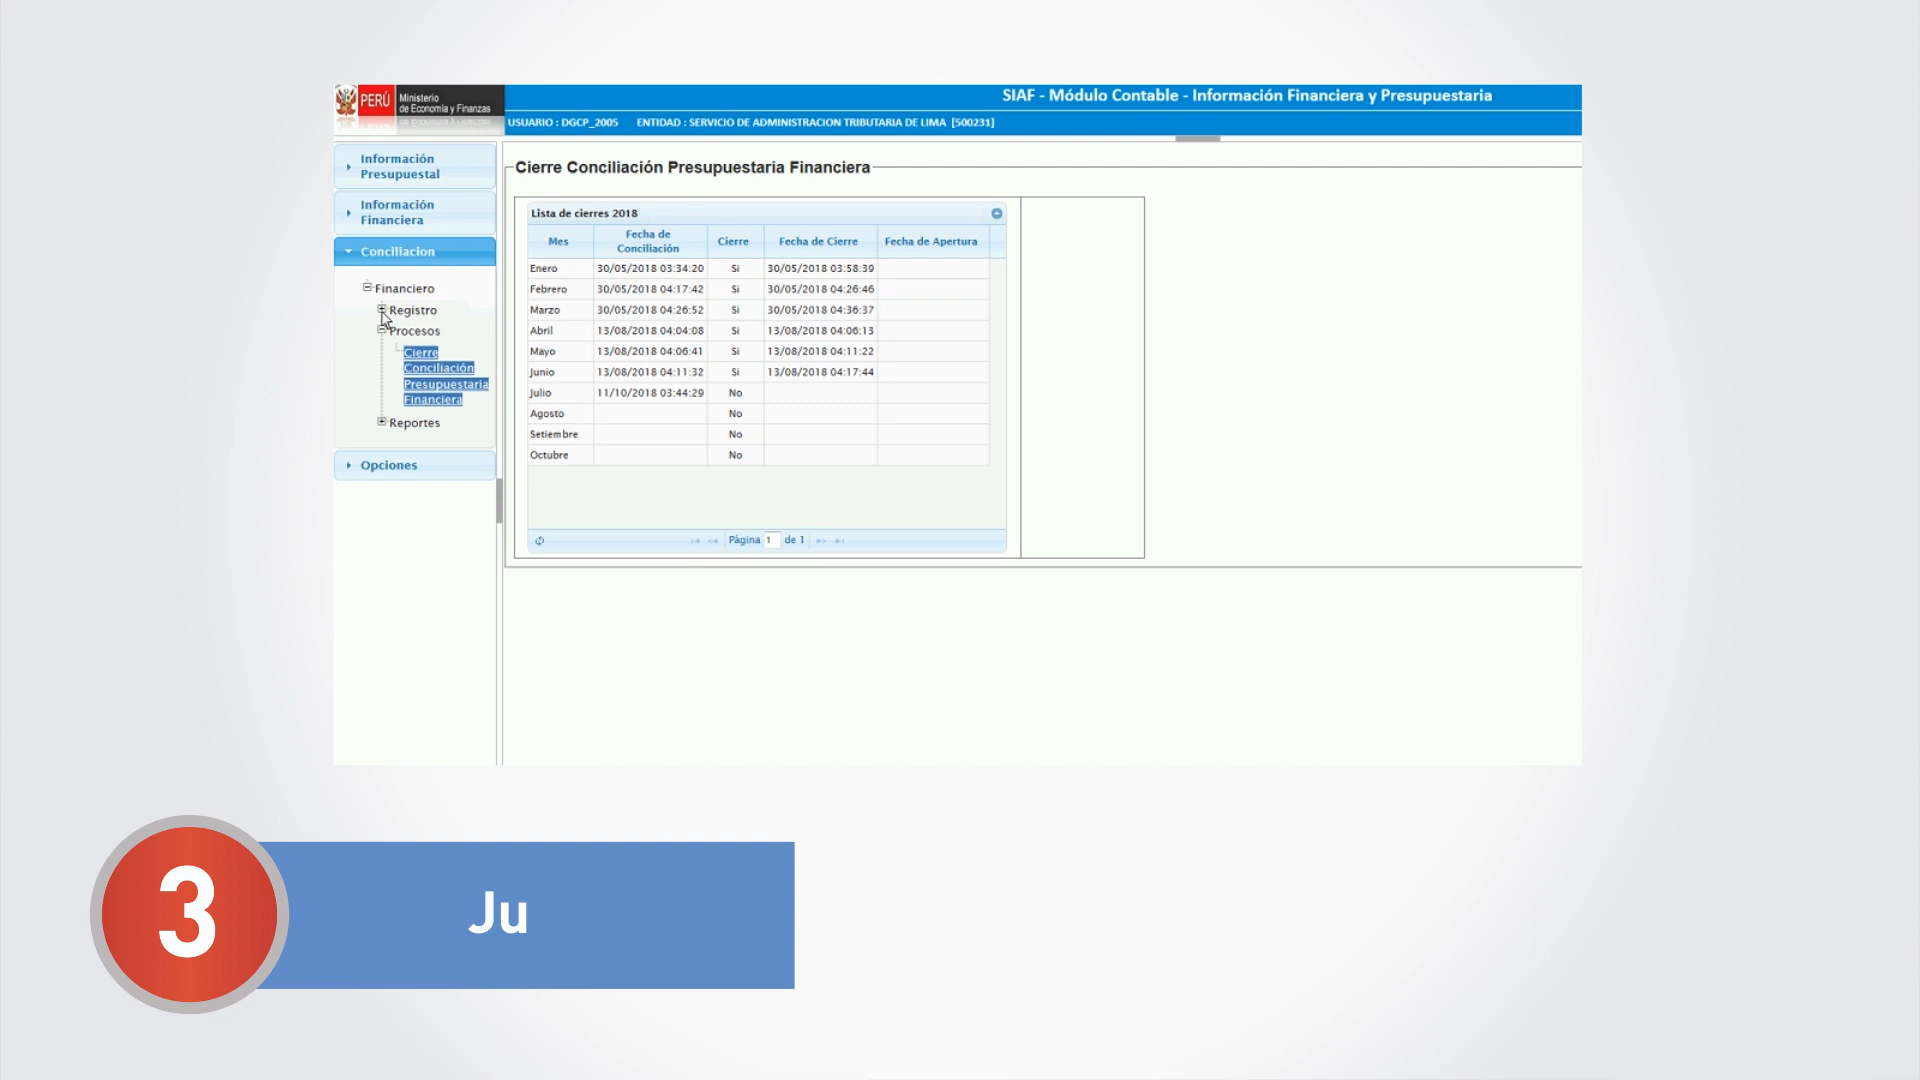 PERÚ
Ministerio
de Economía y Finanzas
SIAF - Módulo Contable - Información Financiera y Presupuestaria
USUARIO : DGCP_2005 ENTIDAD : SERVICIO DE ADMINISTRACION TRIBUTARIA DE LIMA [500231]
Información
Presupuestal
Información
Financiera
Conciliacion
Financiero
Registro
Procesos
Cierre
Conciliación
Presupuestaria
Financiera
Reportes
Opciones
Cierre Conciliación Presupuestaria Financiera
Lista de cierres 2018
Mes Fecha de Conciliación Cierre Fecha de Cierre Fecha de Apertura
Enero 30/05/2018 03:34:20 Si 30/05/2018 03:58:39
Febrero 30/05/2018 04:17:42 Si 30/05/2018 04:26:46
Marzo 30/05/2018 04:26:52 Si 30/05/2018 04:36:37
Abril 13/08/2018 04:04:08 Si 13/08/2018 04:06:13
Mayo 13/08/2018 04:06:41 Si 13/08/2018 04:11:22
Junio 13/08/2018 04:11:32 Si 13/08/2018 04:17:44
Julio 11/10/2018 03:44:29 No
Agosto No
Setiembre No
Octubre No
Página 1 de 1
3
Ju